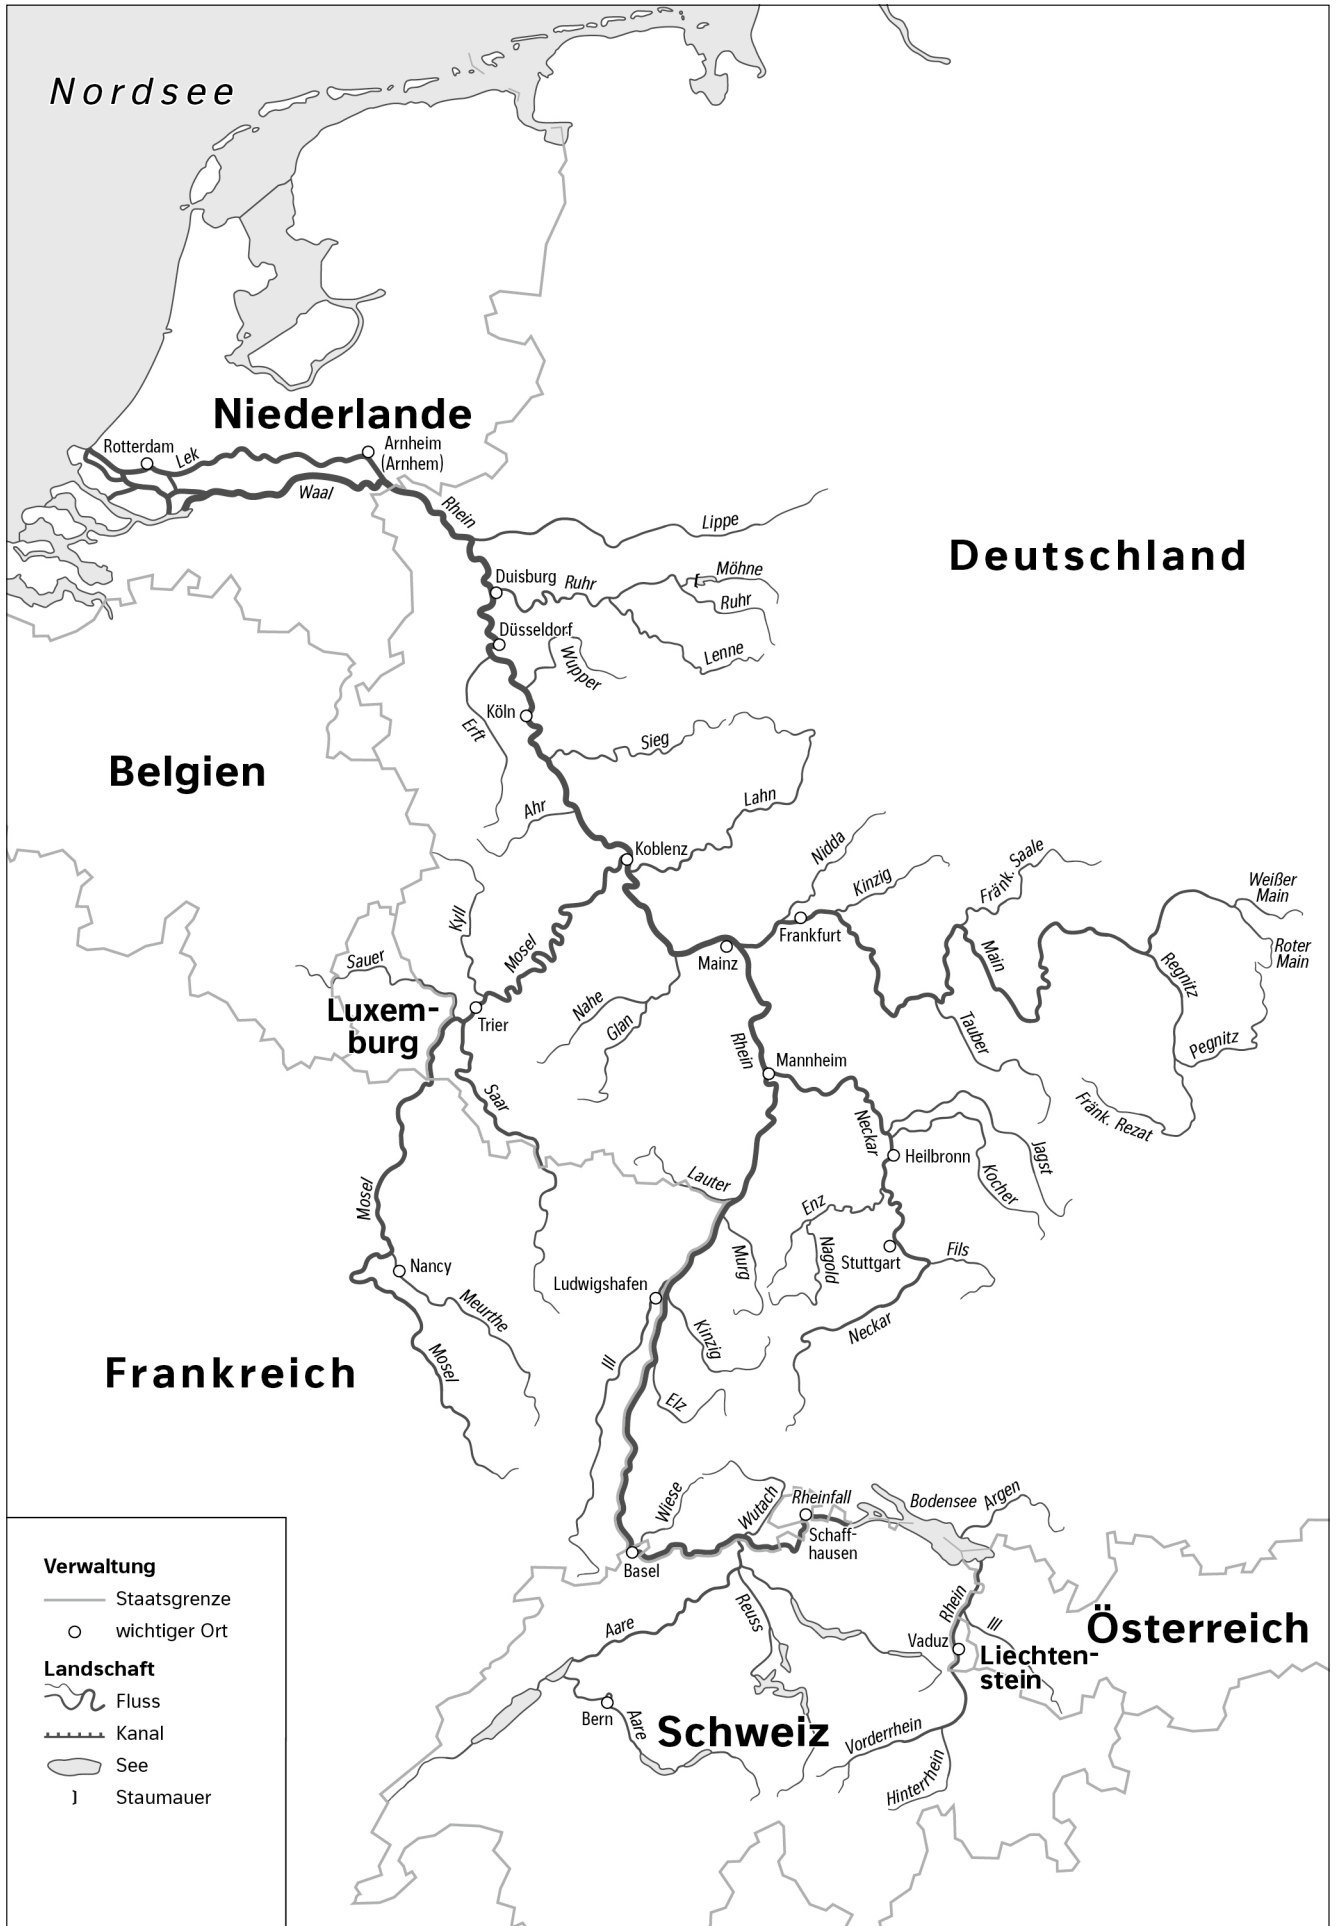 Nordsee
Niederlande
Rotterdam
Lek
Arnheim
(Arnhem)
Waal
Rhein
Lippe
Deutschland
Duisburg
Ruhr
Möhne
Ruhr
Düsseldorf
Wupper
Lenne
Köln
Erft
Sieg
Belgien
Ahr
Lahn
Koblenz
Nidda
Kinzig
Fränk. Saale
Weißer
Main
Kyll
Mosel
Frankfurt
Mainz
Main
Regnitz
Roter
Main
Sauer
Luxem-
burg
Trier
Nahe
Glan
Rhein
Tauber
Pegnitz
Mannheim
Saar
Neckar
Fränk. Rezat
Heilbronn
Jagst
Kocher
Mosel
Lauter
Enz
Nagold
Murg
Stuttgart
Fils
Nancy
Meurthe
Ludwigshafen
Kinzig
Neckar
Frankreich
Mosel
Ill
Elz
Wiese
Wutach
Rheinfall
Bodensee
Argen
Schaff-
hausen
Basel
Aare
Reuss
Rhein
Ill
Österreich
Vaduz
Liechten-
stein
Bern
Aare
Schweiz
Vorderrhein
Hinterrhein
Verwaltung
Staatsgrenze
wichtiger Ort
Landschaft
Fluss
Kanal
See
Staumauer